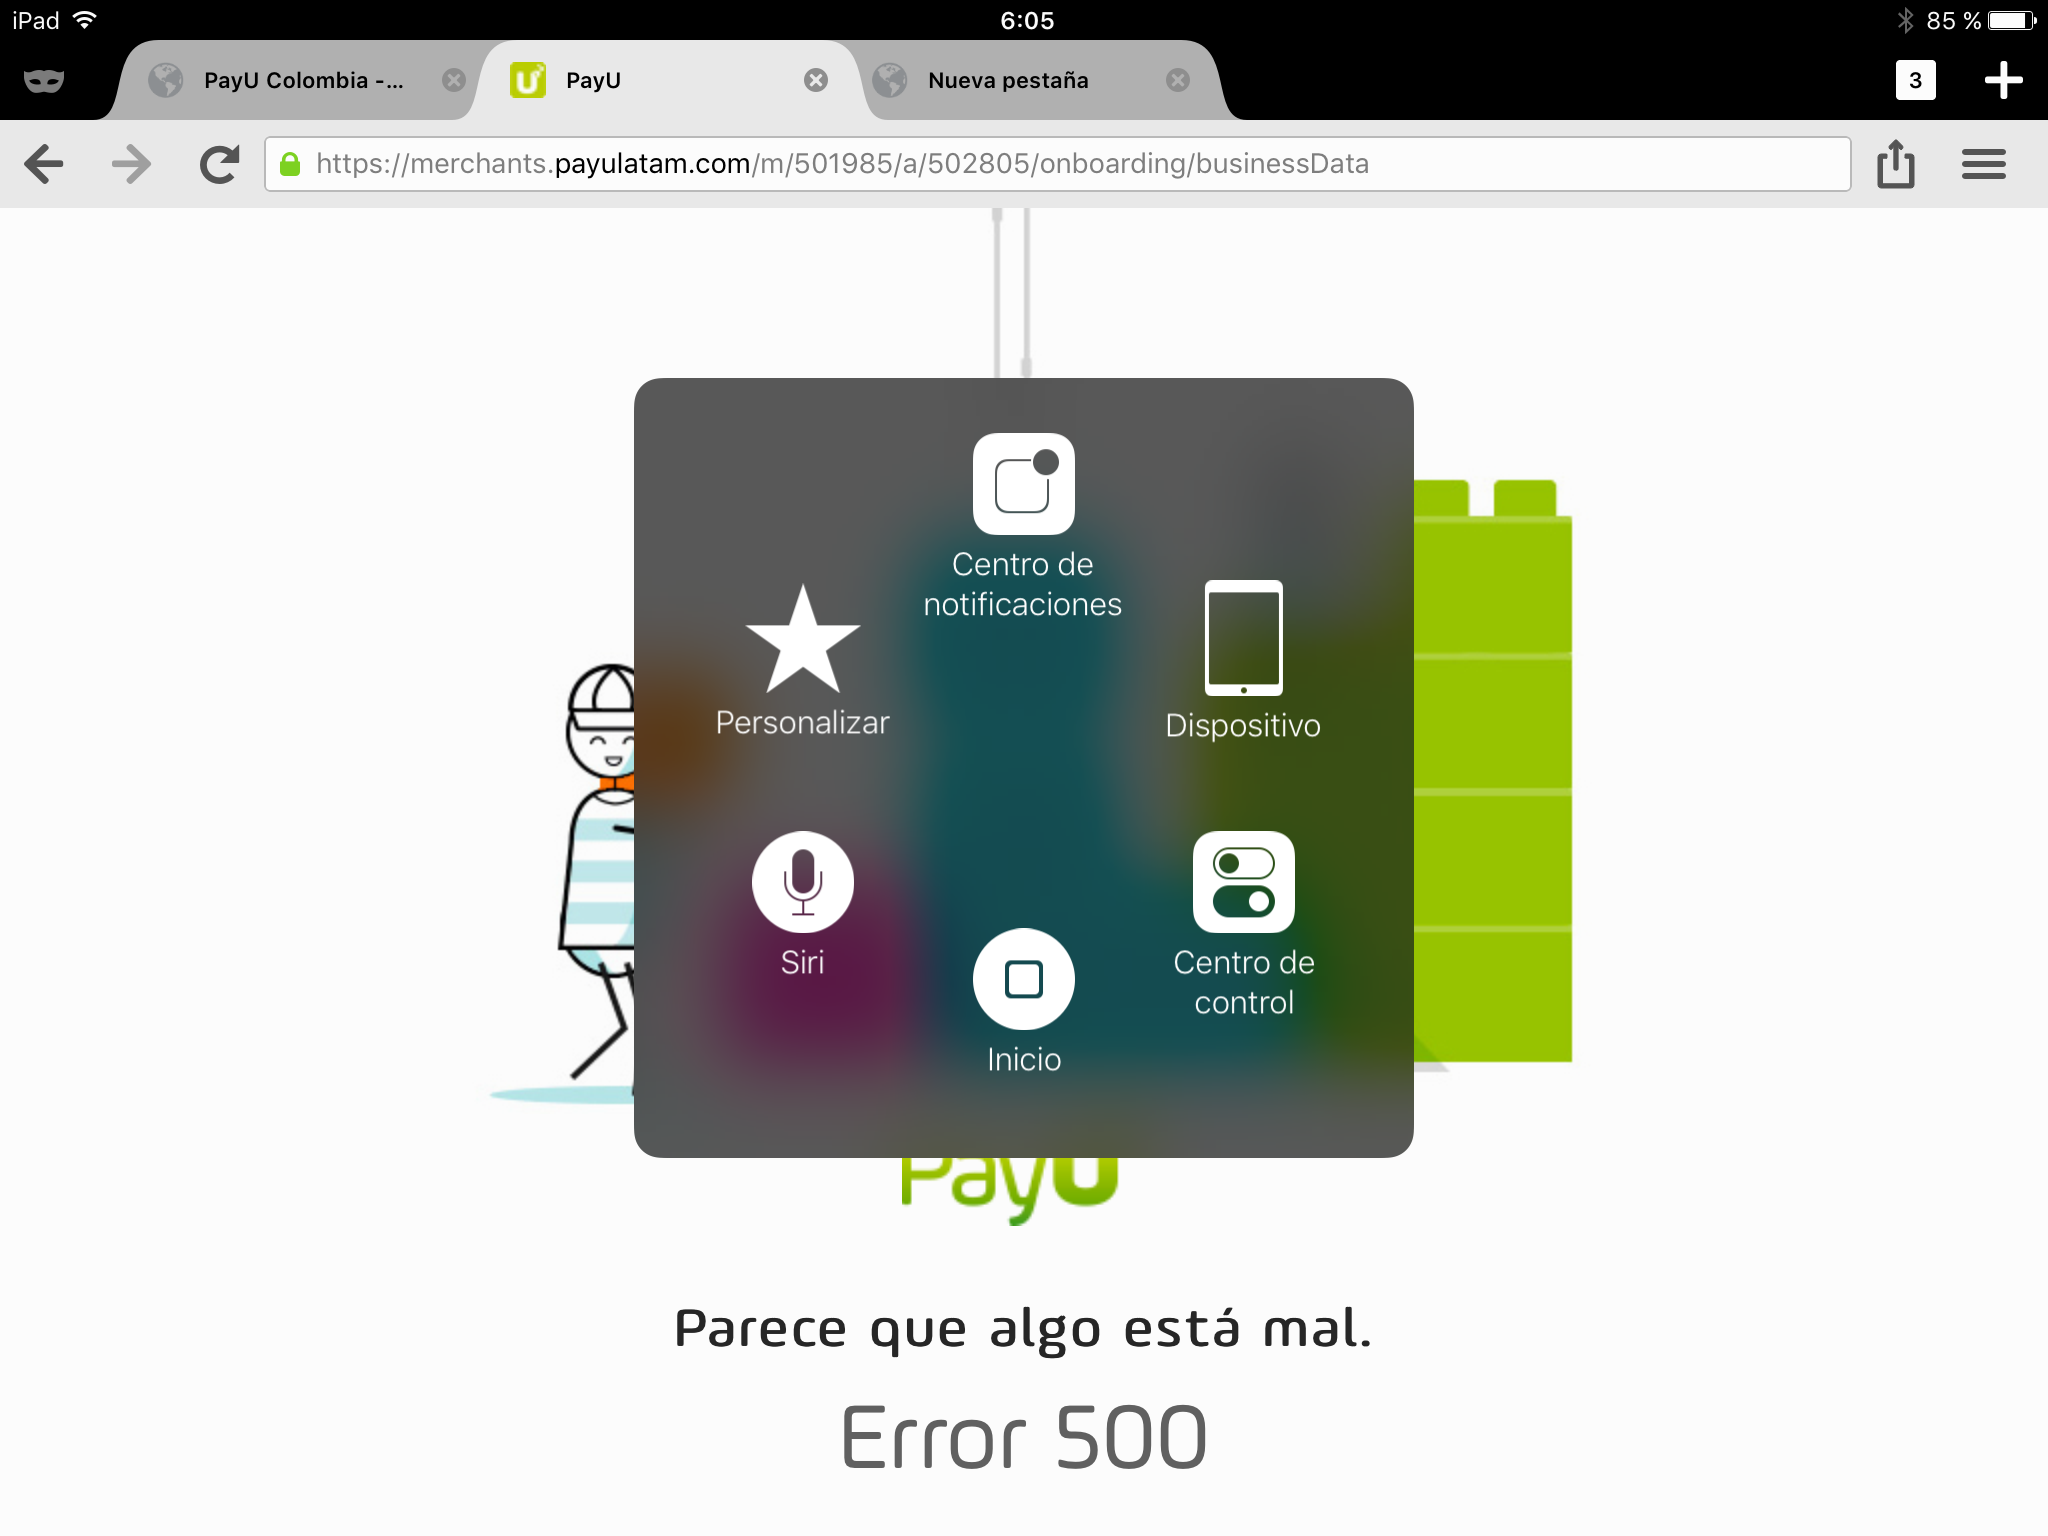 iPad
6:05
85 %
PayU Colombia -...
PayU
Nueva pestaña
3
https://merchants.payulatam.com/m/501985/a/502805/onboarding/businessData
Centro de
notificaciones
Personalizar
Dispositivo
Siri
Centro de
control
Inicio
PayU
Parece que algo está mal.
Error 500